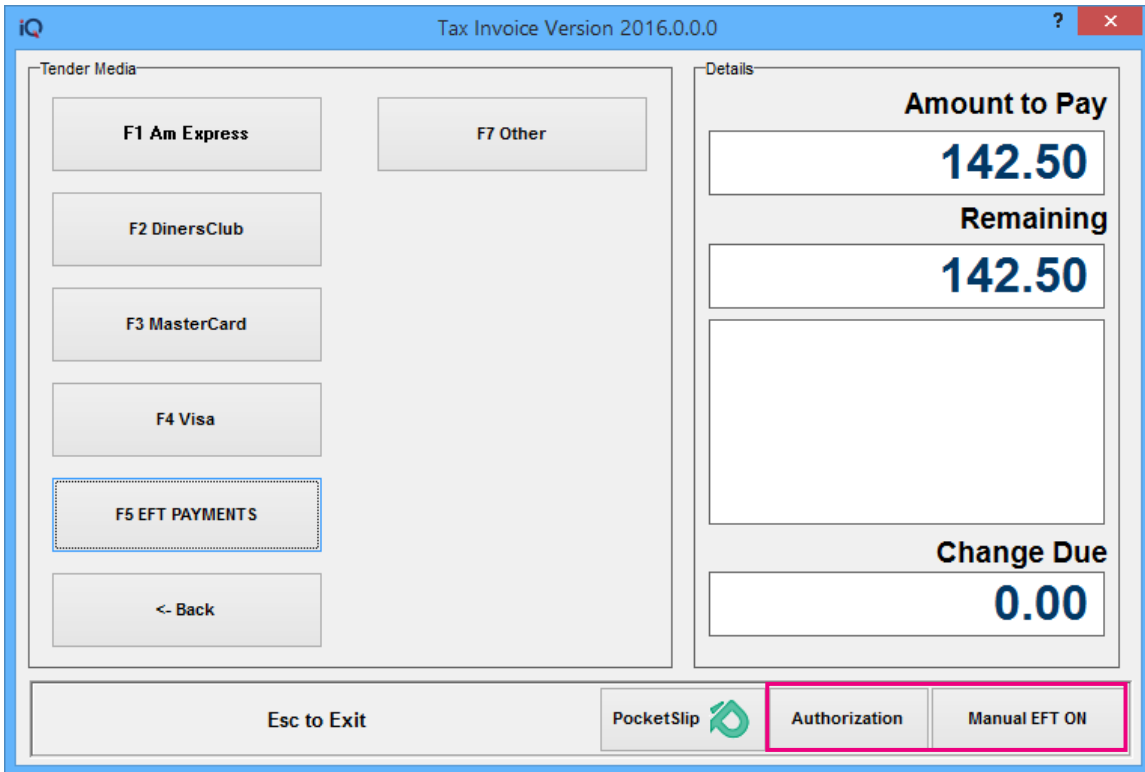 iQ
Tax Invoice Version 2016.0.0.0
?
Tender Media
F1 Am Express
F7 Other
F2 DinersClub
F3 MasterCard
F4 Visa
F5 EFT PAYMENTS
<- Back
Details
Amount to Pay
142.50
Remaining
142.50
Change Due
0.00
Esc to Exit
PocketSlip
Authorization
Manual EFT ON